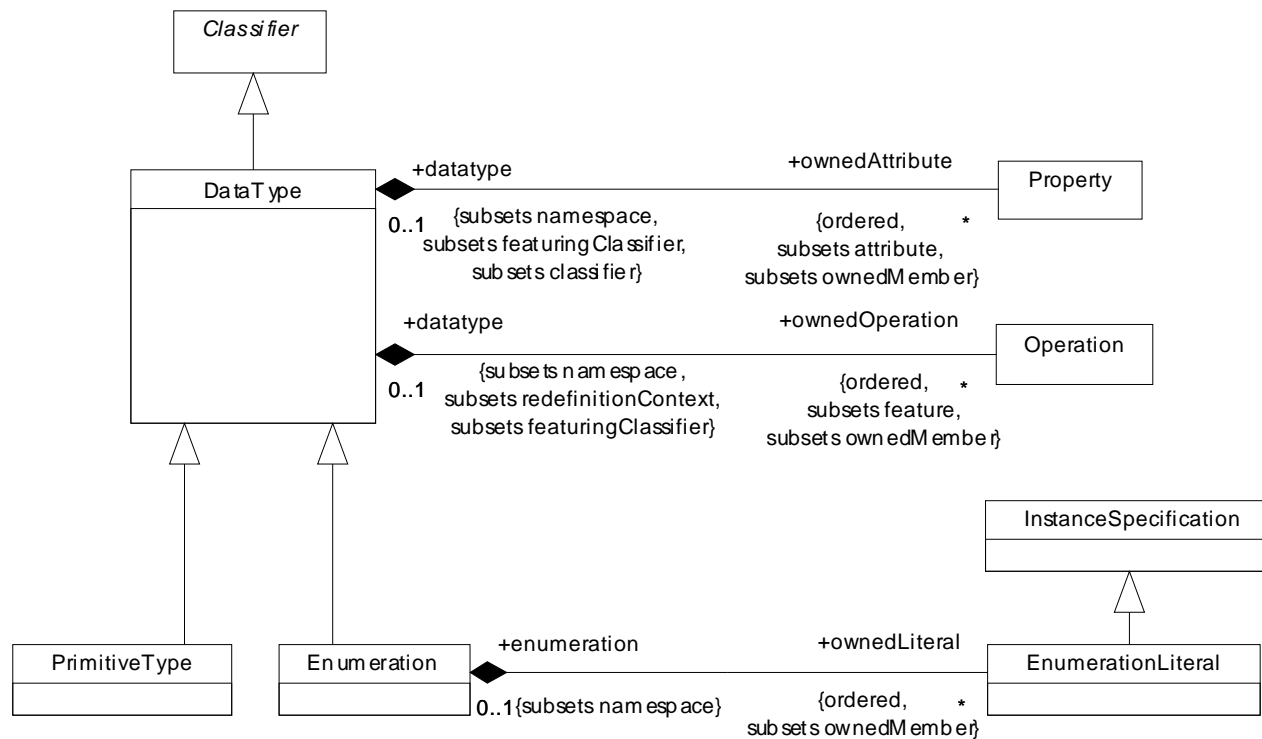 Classifier
DataType
+datatype
+ownedAttribute
Property
0..1
{subsets namespace,
subsets featuringClassifier,
subsets classifier}
{ordered,
*
subsets attribute,
subsets ownedMember}
+datatype
+ownedOperation
Operation
0..1
{subsets namespace,
subsets redefinitionContext,
subsets featuringClassifier}
{ordered,
*
subsets feature,
subsets ownedMember}
InstanceSpecification
PrimitiveType
Enumeration
+enumeration
+ownedLiteral
EnumerationLiteral
0..1
{subsets namespace}
{ordered,
*
subsets ownedMember}